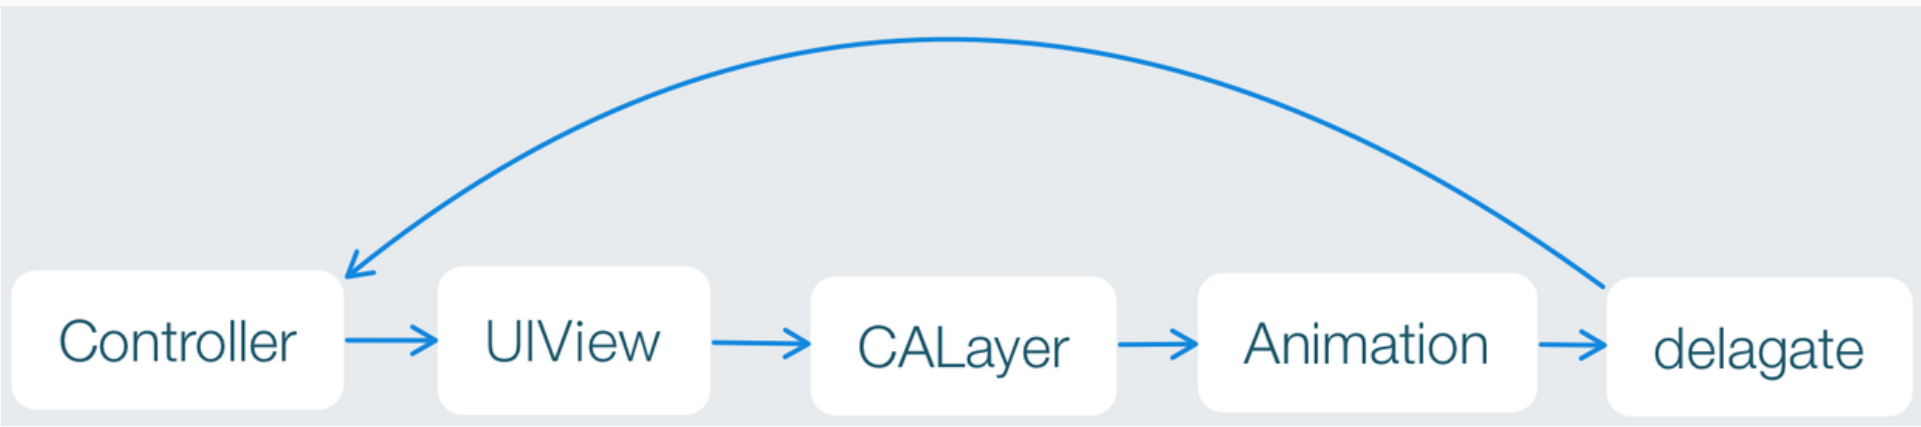 Controller
UIView
CALayer
Animation
delagate